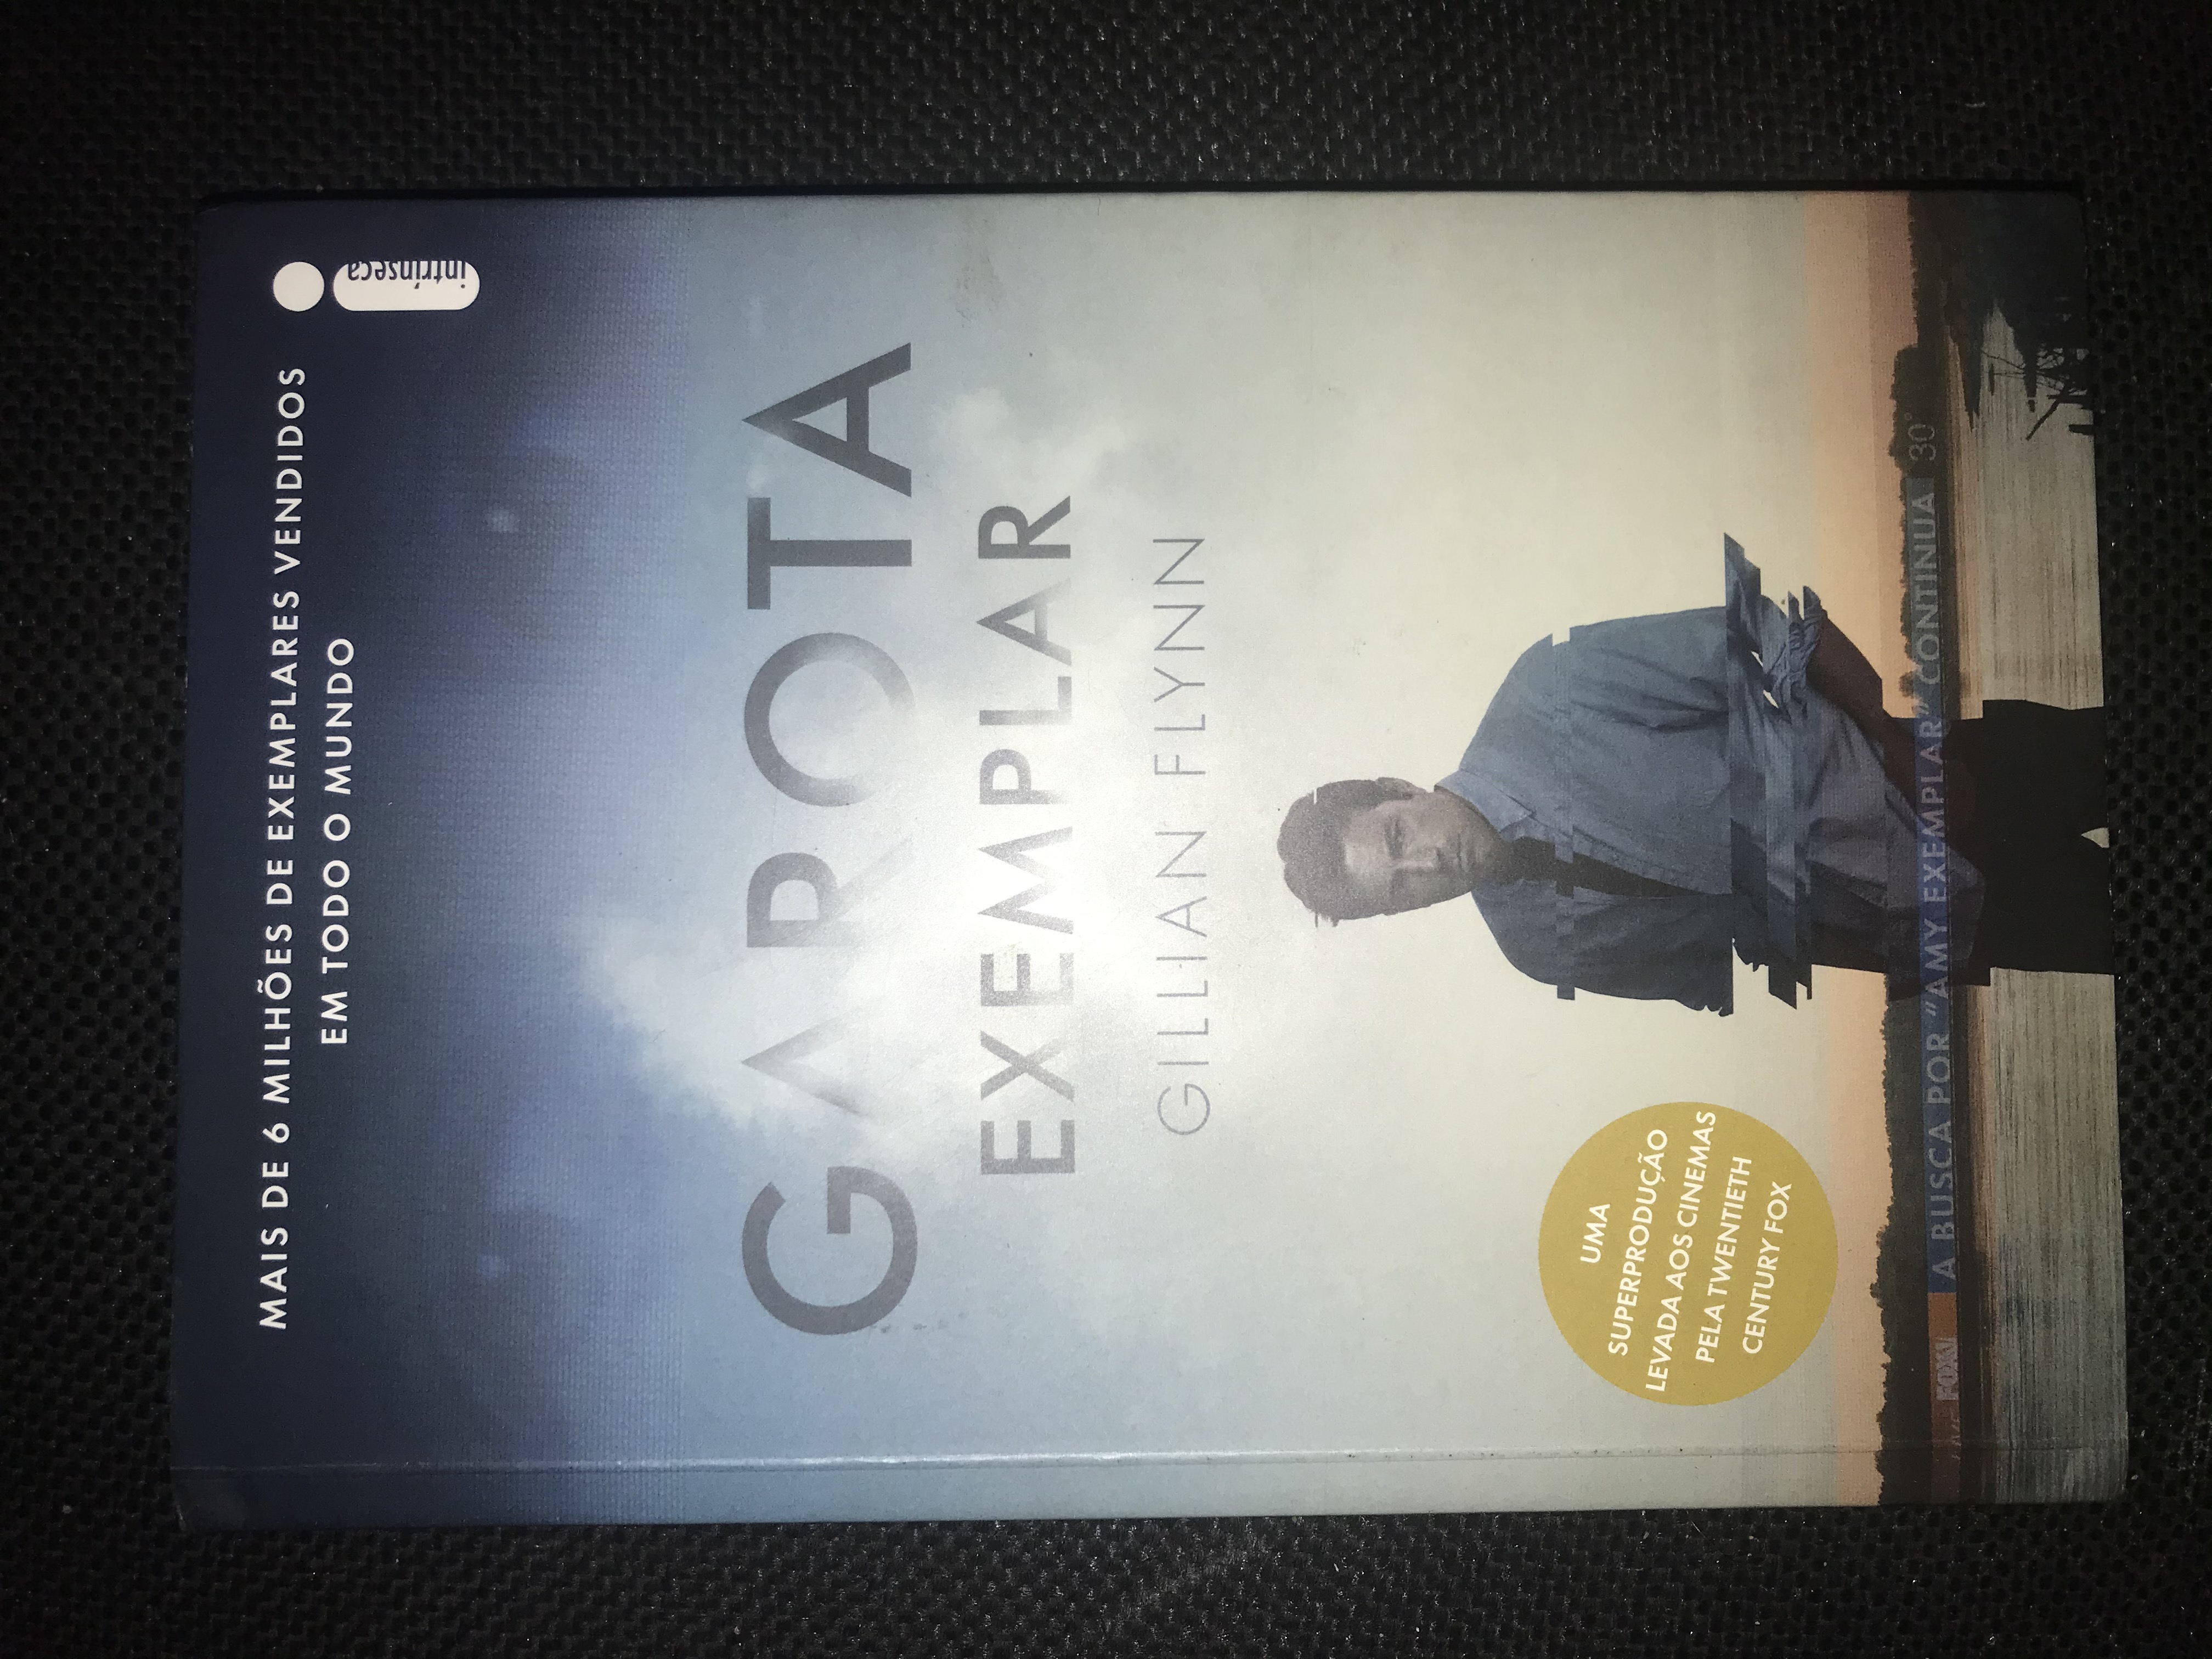 MAIS DE 6 MILHÕES DE EXEMPLARES VENDIDOS
EM TODO O MUNDO
intrínseca
GAROTA
EXEMPLAR
GILLIAN FLYNN
UMA
SUPERPRODUÇÃO
LEVADA AOS CINEMAS
PELA TWENTIETH
CENTURY FOX
LIVE FOX A BUSCA POR "AMY EXEMPLAR" CONTINUA 30°